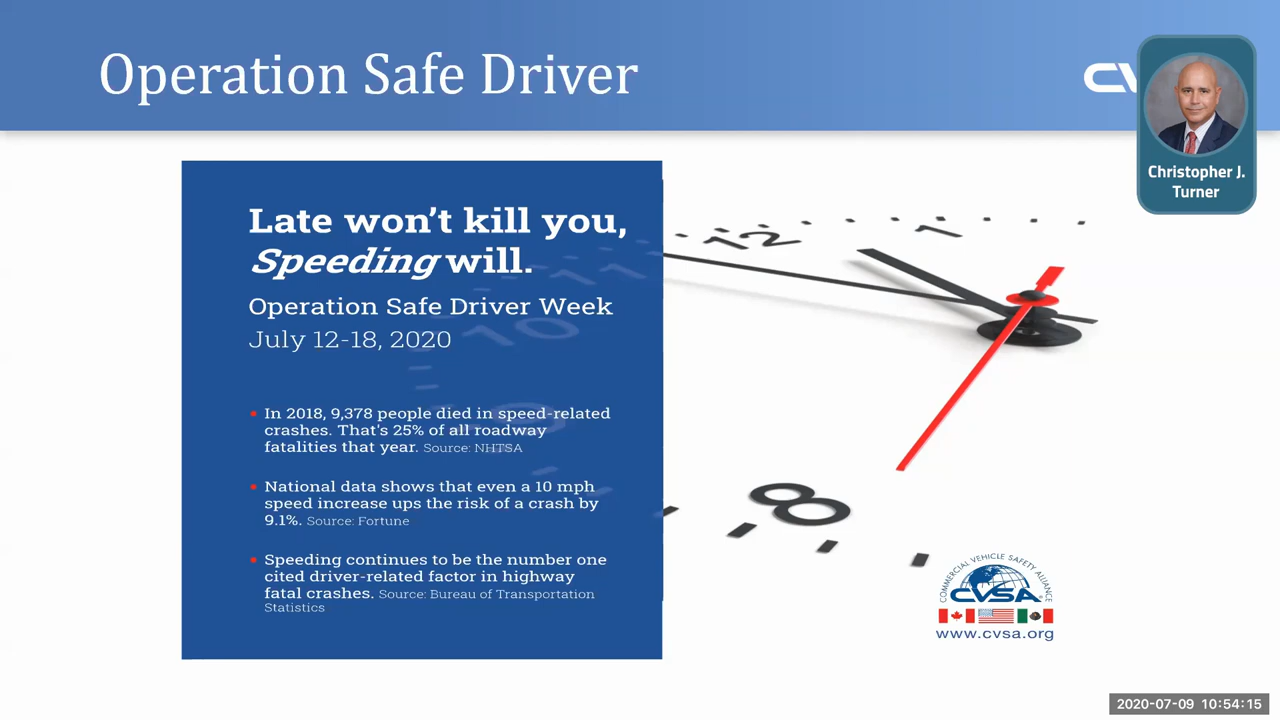 Operation Safe Driver
CV
Christopher J.
Turner
Late won't kill you,
Speeding will.
Operation Safe Driver Week
July 12-18, 2020
• In 2018, 9,378 people died in speed-related
crashes. That's 25% of all roadway
fatalities that year. Source: NHTSA
• National data shows that even a 10 mph
speed increase ups the risk of a crash by
9.1%. Source: Fortune
• Speeding continues to be the number one
cited driver-related factor in highway
fatal crashes. Source: Bureau of Transportation
Statistics
10
11
12
1
8
COMMERCIAL VEHICLE SAFETY ALLIANCE
CVSA®
www.cvsa.org
2020-07-09 10:54:15